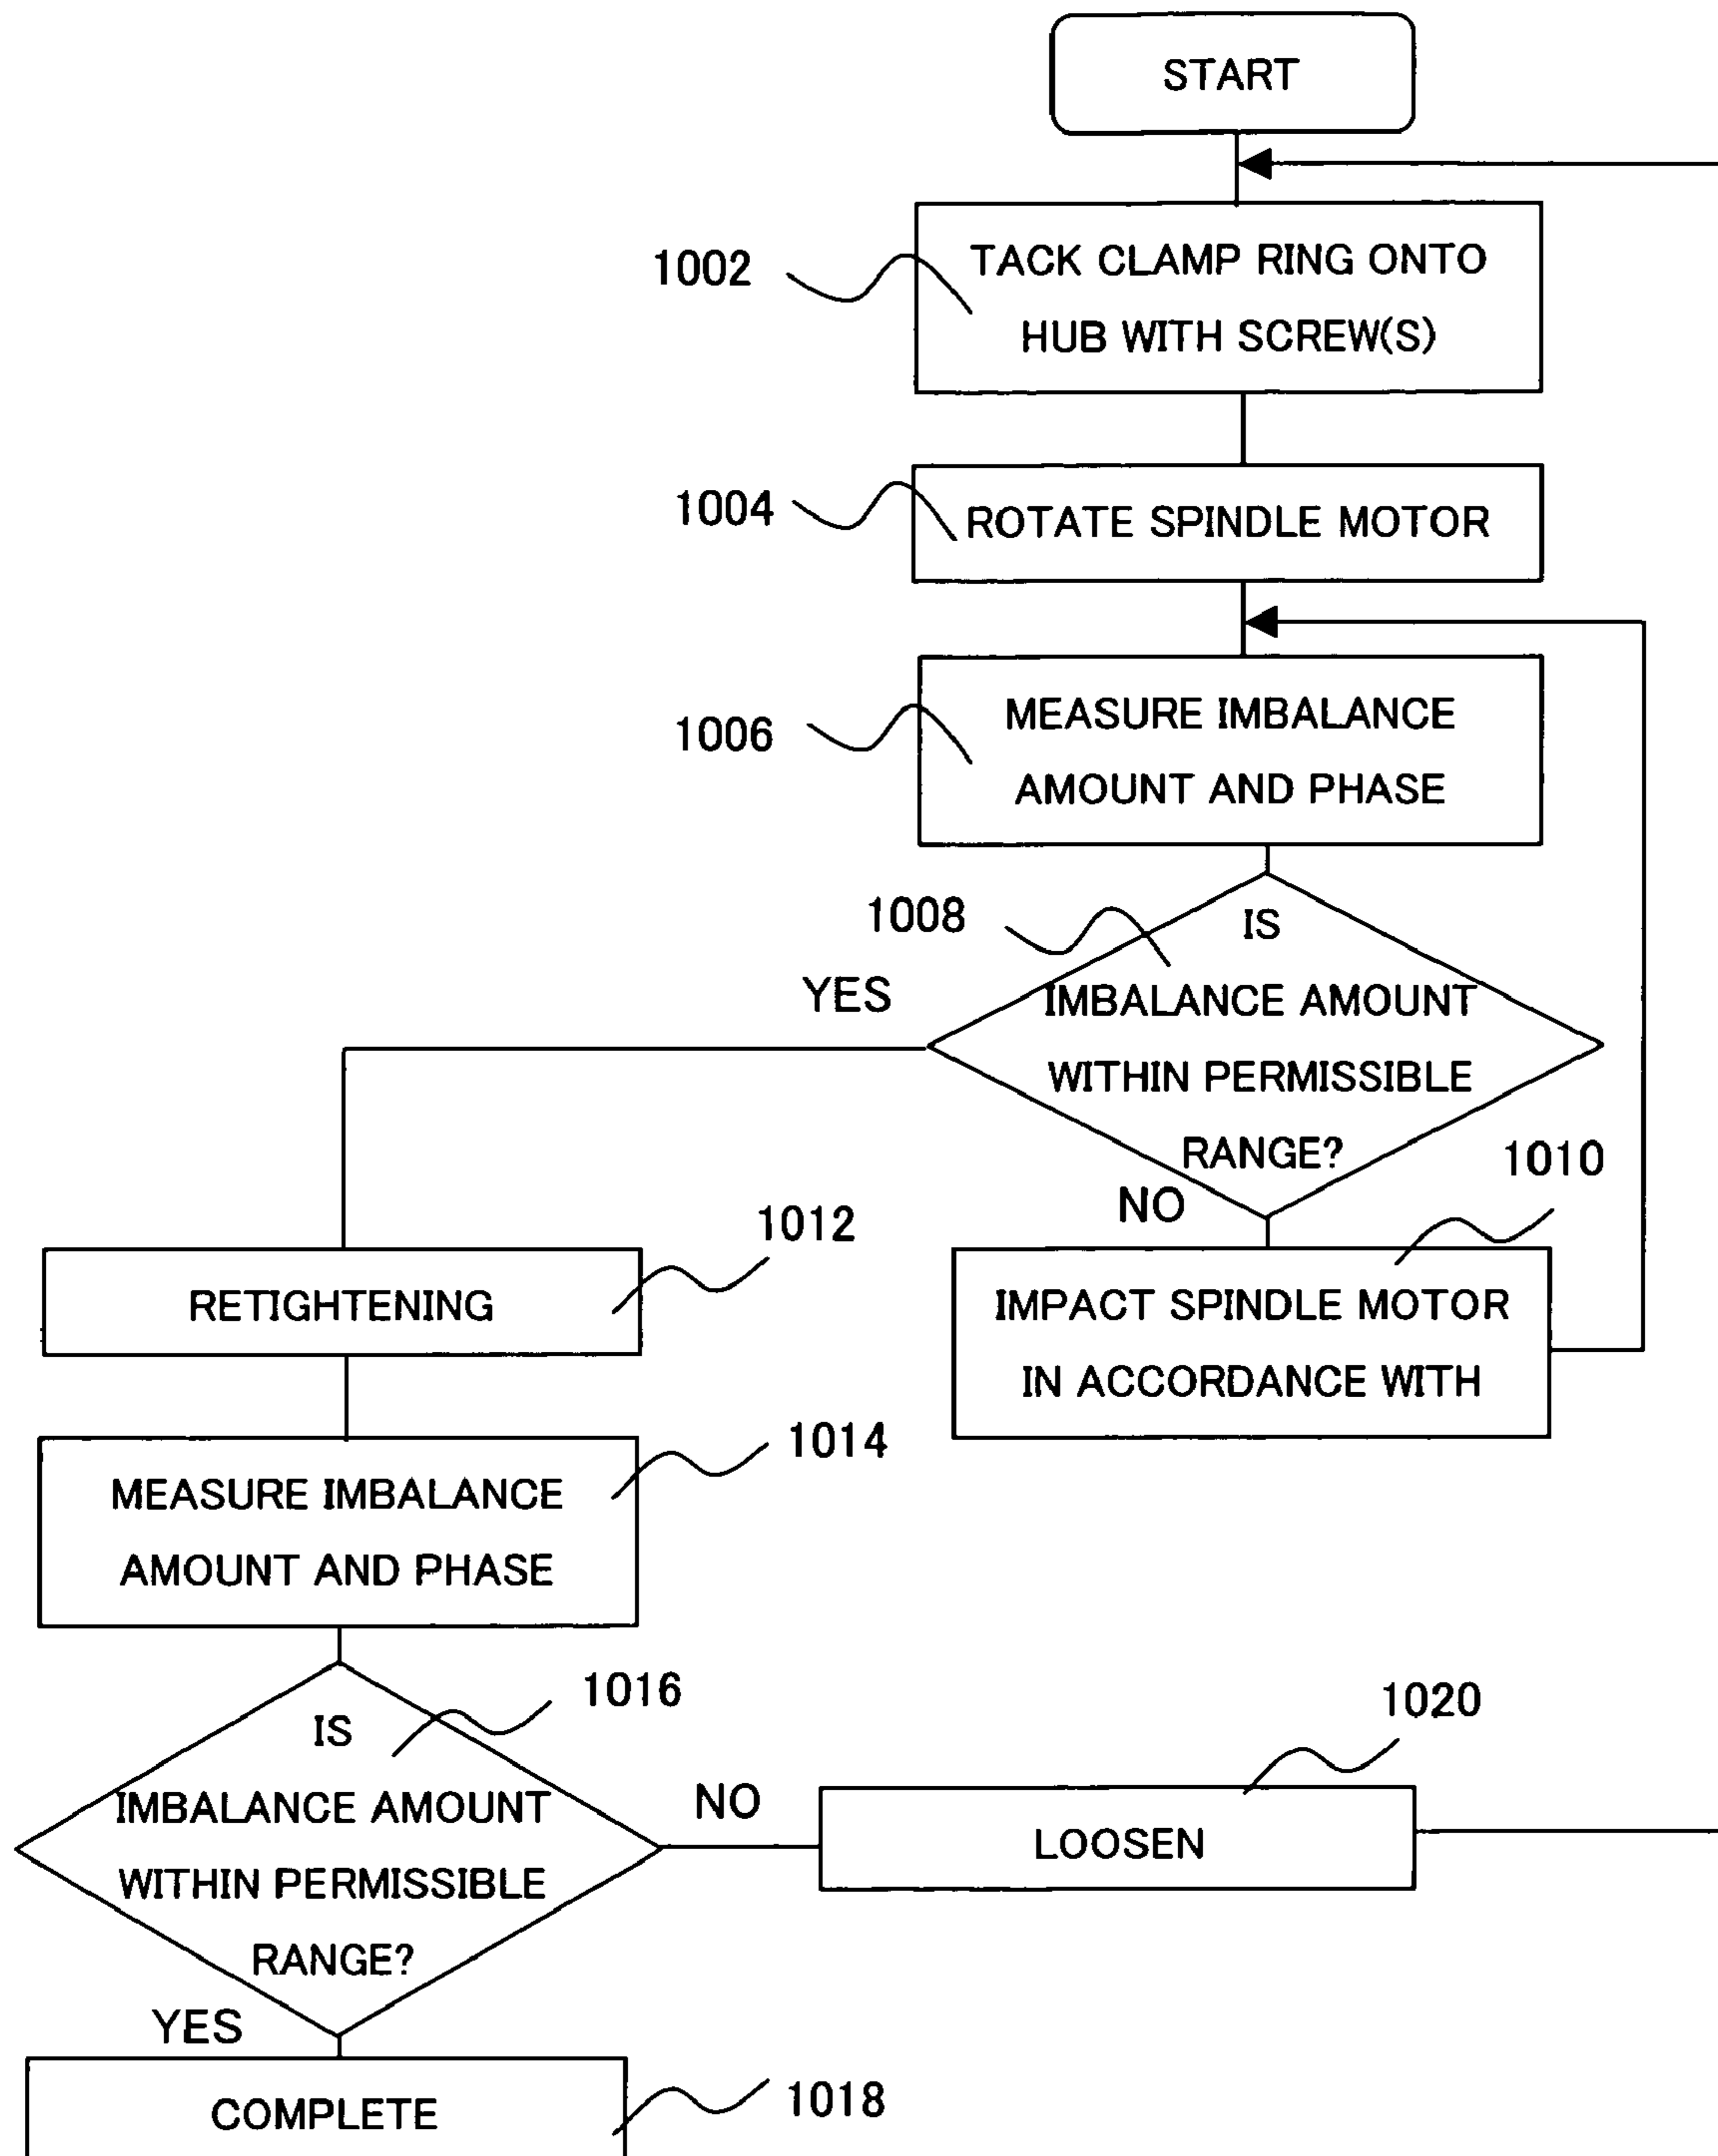 START
1002
TACK CLAMP RING ONTO
HUB WITH SCREW(S)
1004
ROTATE SPINDLE MOTOR
1006
MEASURE IMBALANCE
AMOUNT AND PHASE
1008
IS
IMBALANCE AMOUNT
WITHIN PERMISSIBLE
RANGE?
YES
NO
1010
IMPACT SPINDLE MOTOR
IN ACCORDANCE WITH
1012
RETIGHTENING
1014
MEASURE IMBALANCE
AMOUNT AND PHASE
1016
IS
IMBALANCE AMOUNT
WITHIN PERMISSIBLE
RANGE?
NO
1020
LOOSEN
YES
COMPLETE
1018